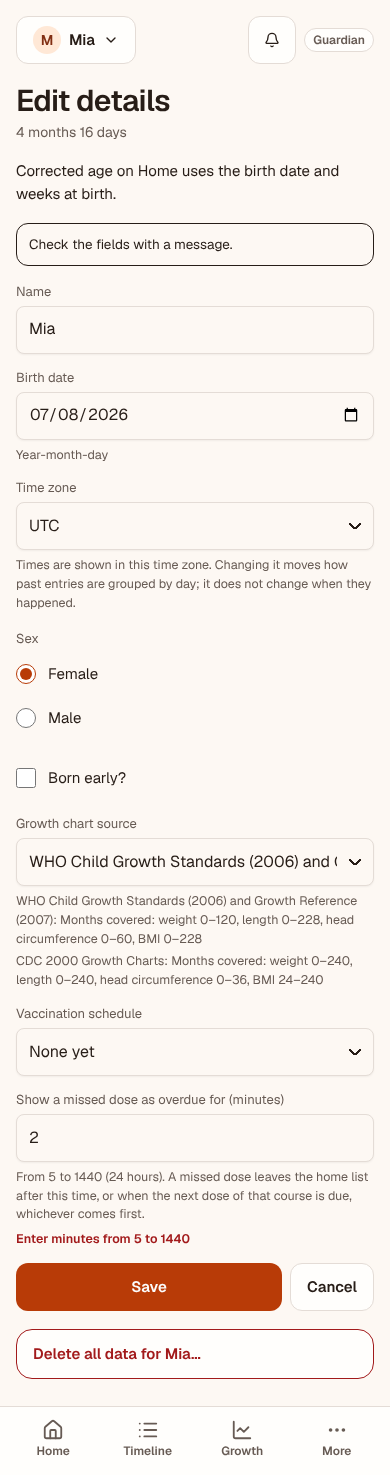 M Mia
Guardian
Edit details
4 months 16 days
Corrected age on Home uses the birth date and
weeks at birth.
Check the fields with a message.
Name
Mia
Birth date
07/08/2026
Year-month-day
Time zone
UTC
Times are shown in this time zone. Changing it moves how
past entries are grouped by day; it does not change when they
happened.
Sex
Female
Male
Born early?
Growth chart source
WHO Child Growth Standards (2006) and
WHO Child Growth Standards (2006) and Growth Reference
(2007): Months covered: weight 0–120, length 0–228, head
circumference 0–60, BMI 0–228
CDC 2000 Growth Charts: Months covered: weight 0–240,
length 0–240, head circumference 0–36, BMI 24–240
Vaccination schedule
None yet
Show a missed dose as overdue for (minutes)
2
From 5 to 1440 (24 hours). A missed dose leaves the home list
after this time, or when the next dose of that course is due,
whichever comes first.
Enter minutes from 5 to 1440
Save
Cancel
Delete all data for Mia…
Home
Timeline
Growth
More